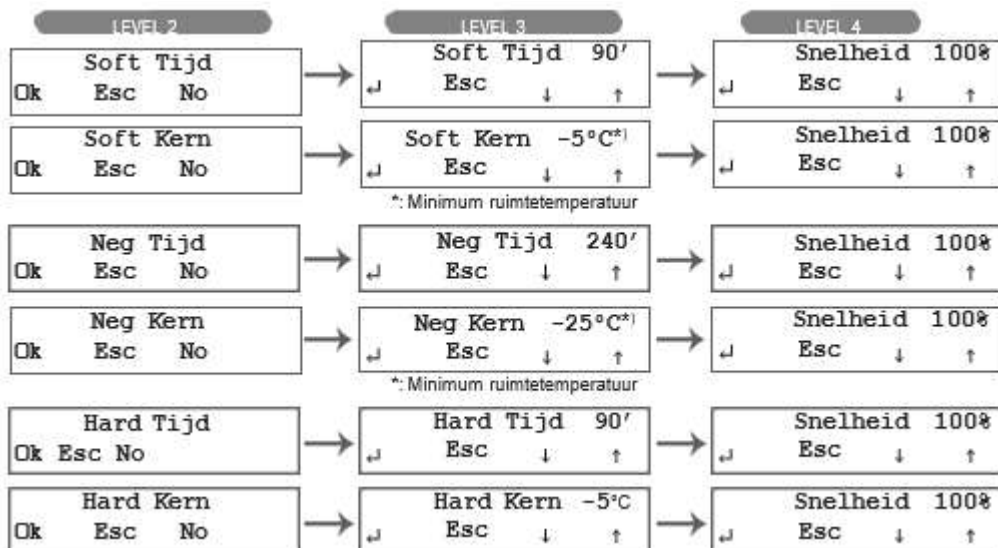 LEVEL 2 LEVEL 3 LEVEL 4
Soft Tijd Soft Tijd 90′ Snelheid 100%
Ok Esc No ↵ Esc ↓ ↑ ↵ Esc ↓ ↑
Soft Kern Soft Kern -5°C*) Snelheid 100%
Ok Esc No ↵ Esc ↓ ↑ ↵ Esc ↓ ↑
*: Minimum ruimtetemperatuur
Neg Tijd Neg Tijd 240′ Snelheid 100%
Ok Esc No ↵ Esc ↓ ↑ ↵ Esc ↓ ↑
Neg Kern Neg Kern -25°C*) Snelheid 100%
Ok Esc No ↵ Esc ↓ ↑ ↵ Esc ↓ ↑
*: Minimum ruimtetemperatuur
Hard Tijd Hard Tijd 90′ Snelheid 100%
Ok Esc No ↵ Esc ↓ ↑ ↵ Esc ↓ ↑
Hard Kern Hard Kern -5°C Snelheid 100%
Ok Esc No ↵ Esc ↓ ↑ ↵ Esc ↓ ↑